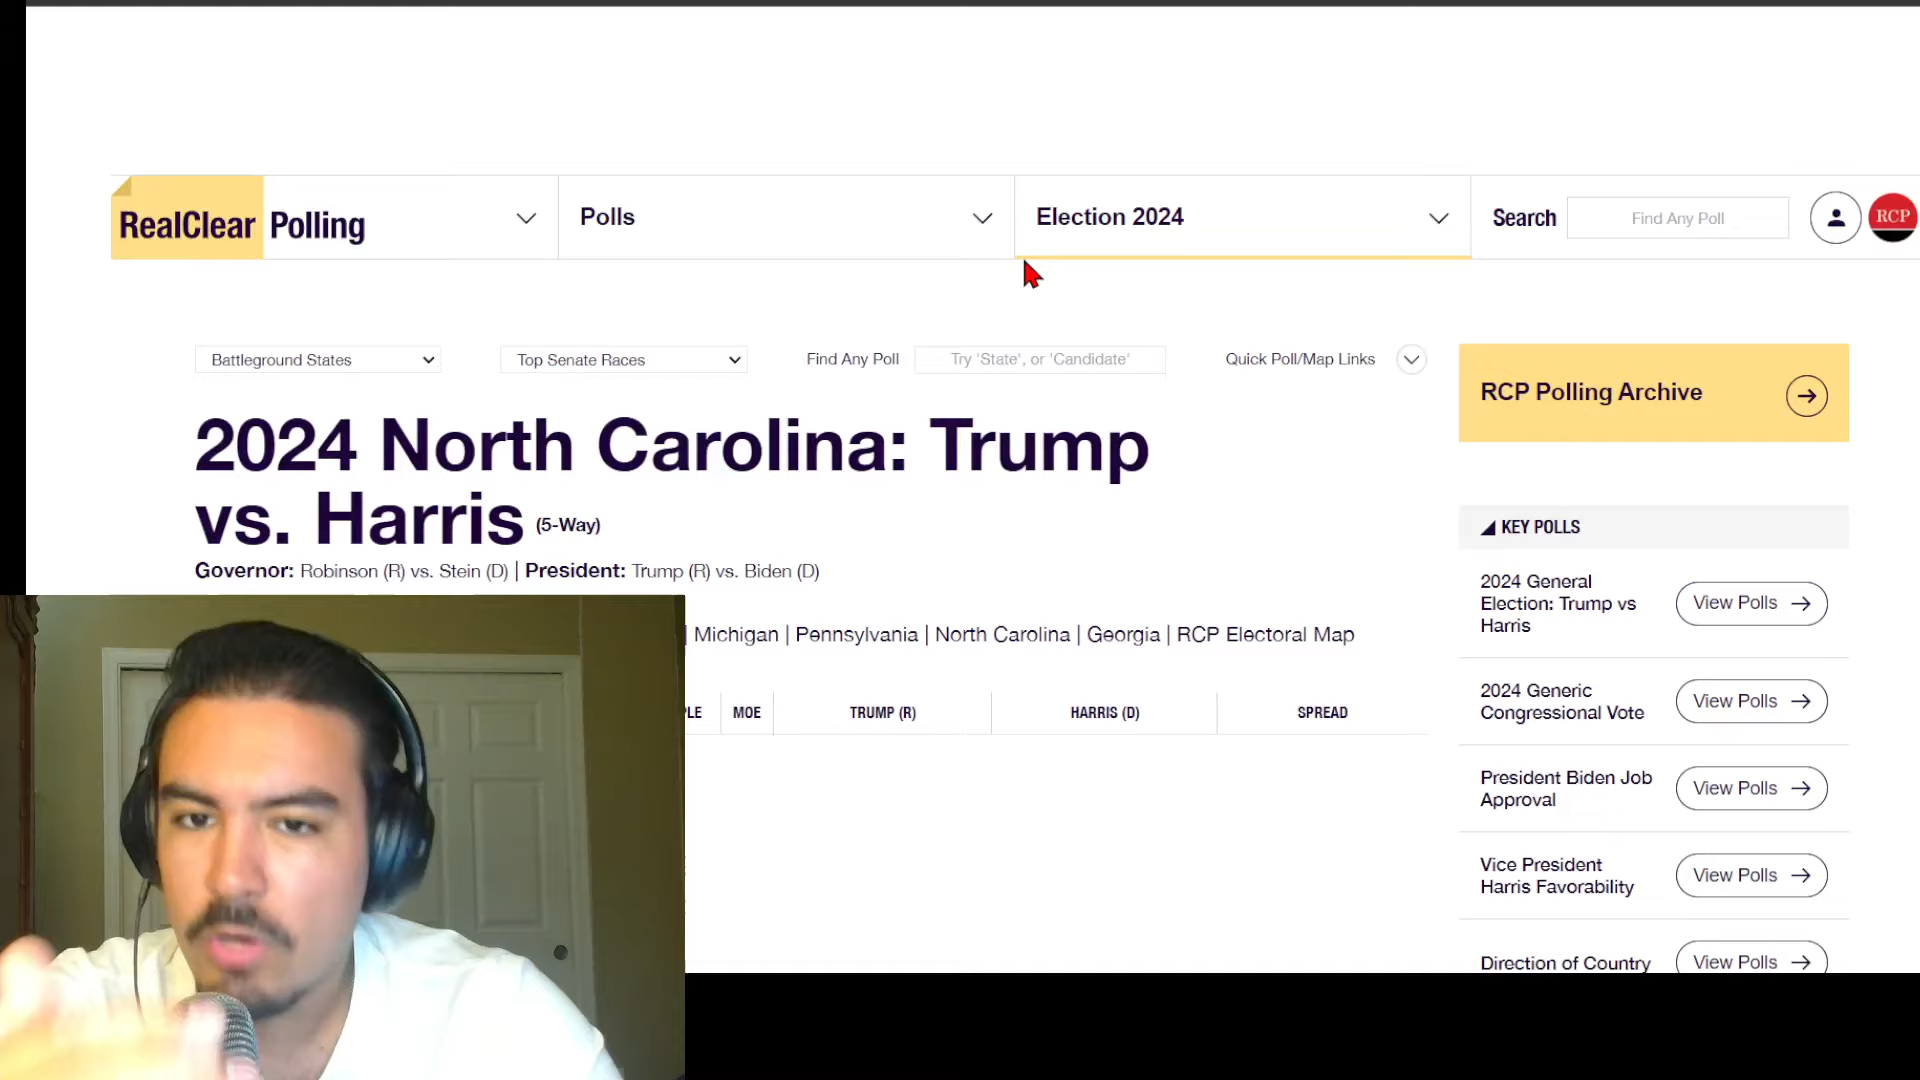 RealClear Polling
Polls
Election 2024
Search
Find Any Poll
RCP
Battleground States
Top Senate Races
Find Any Poll
Try 'State', or 'Candidate'
Quick Poll/Map Links
RCP Polling Archive
2024 North Carolina: Trump
vs. Harris (5-Way)
Governor: Robinson (R) vs. Stein (D) | President: Trump (R) vs. Biden (D)
| Michigan | Pennsylvania | North Carolina | Georgia | RCP Electoral Map
PLE MOE TRUMP (R) HARRIS (D) SPREAD
KEY POLLS
2024 General
Election: Trump vs
Harris
View Polls
2024 Generic
Congressional Vote
View Polls
President Biden Job
Approval
View Polls
Vice President
Harris Favorability
View Polls
Direction of Country
View Polls